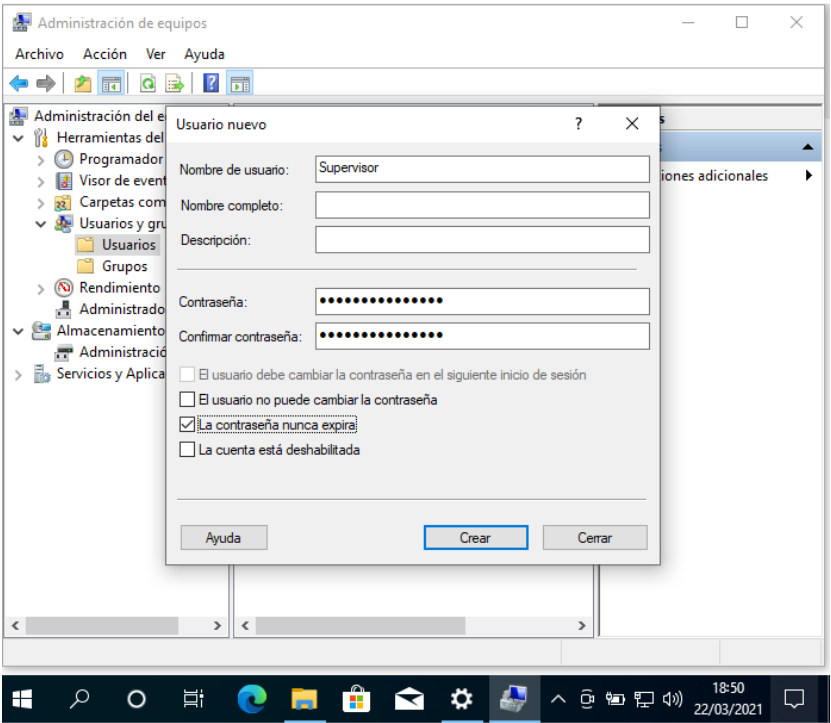 Administración de equipos
Archivo Acción Ver Ayuda
Administración del e
Herramientas del
Programador
Visor de event
Carpetas com
Usuarios y gru
Usuarios
Grupos
Rendimiento
Administrado
Almacenamiento
Administració
Servicios y Aplica
s
iones adicionales
Usuario nuevo
Nombre de usuario: Supervisor
Nombre completo:
Descripción:
Contraseña: •••••••••••••••
Confirmar contraseña: •••••••••••••••
El usuario debe cambiar la contraseña en el siguiente inicio de sesión
El usuario no puede cambiar la contraseña
La contraseña nunca expira
La cuenta está deshabilitada
Ayuda Crear Cerrar
18:50
22/03/2021